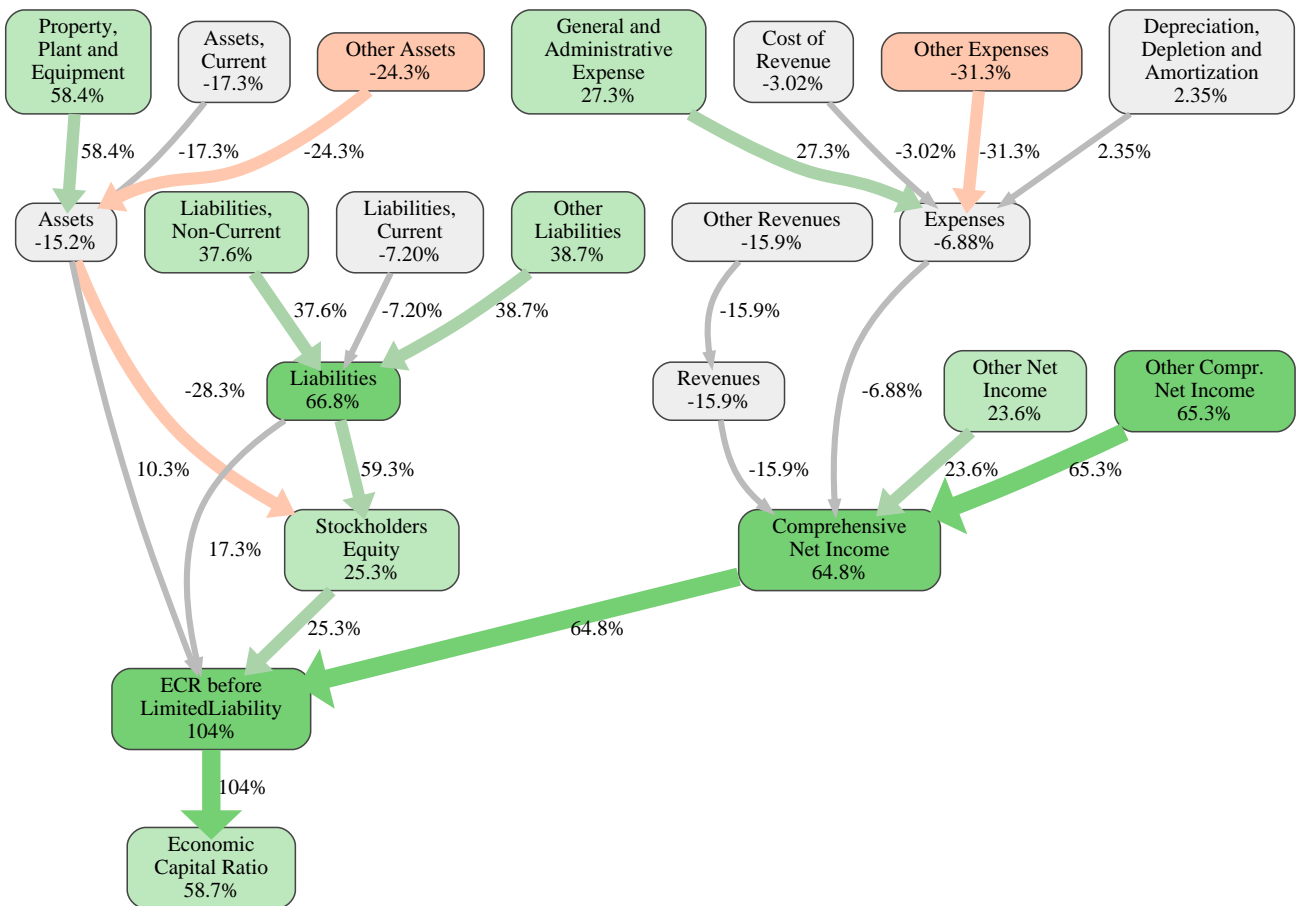 Property,
Plant and
Equipment
58.4%
Assets,
Current
-17.3%
Other Assets
-24.3%
General and
Administrative
Expense
27.3%
Cost of
Revenue
-3.02%
Other Expenses
-31.3%
Depreciation,
Depletion and
Amortization
2.35%
58.4%
-17.3%
-24.3%
27.3%
-3.02%
-31.3%
2.35%
Assets
-15.2%
Liabilities,
Non-Current
37.6%
Liabilities,
Current
-7.20%
Other
Liabilities
38.7%
Other Revenues
-15.9%
Expenses
-6.88%
37.6%
-7.20%
38.7%
-15.9%
-28.3%
Liabilities
66.8%
Revenues
-15.9%
-6.88%
Other Net
Income
23.6%
Other Compr.
Net Income
65.3%
10.3%
59.3%
-15.9%
23.6%
65.3%
17.3%
Stockholders
Equity
25.3%
Comprehensive
Net Income
64.8%
25.3%
64.8%
ECR before
LimitedLiability
104%
104%
Economic
Capital Ratio
58.7%